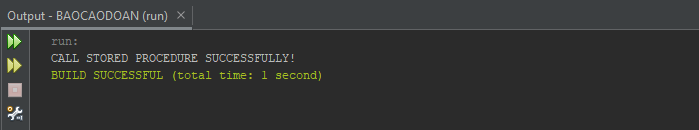 Output - BAOCAODOAN (run) ×
run:
CALL STORED PROCEDURE SUCCESSFULLY!
BUILD SUCCESSFUL (total time: 1 second)